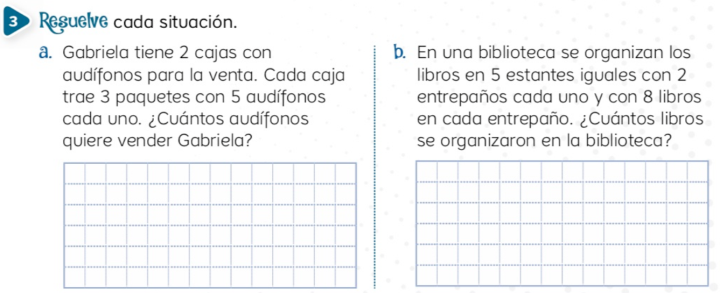 3 Resuelve cada situación.
a. Gabriela tiene 2 cajas con
audífonos para la venta. Cada caja
trae 3 paquetes con 5 audífonos
cada uno. ¿Cuántos audífonos
quiere vender Gabriela?
b. En una biblioteca se organizan los
libros en 5 estantes iguales con 2
entrepaños cada uno y con 8 libros
en cada entrepaño. ¿Cuántos libros
se organizaron en la biblioteca?